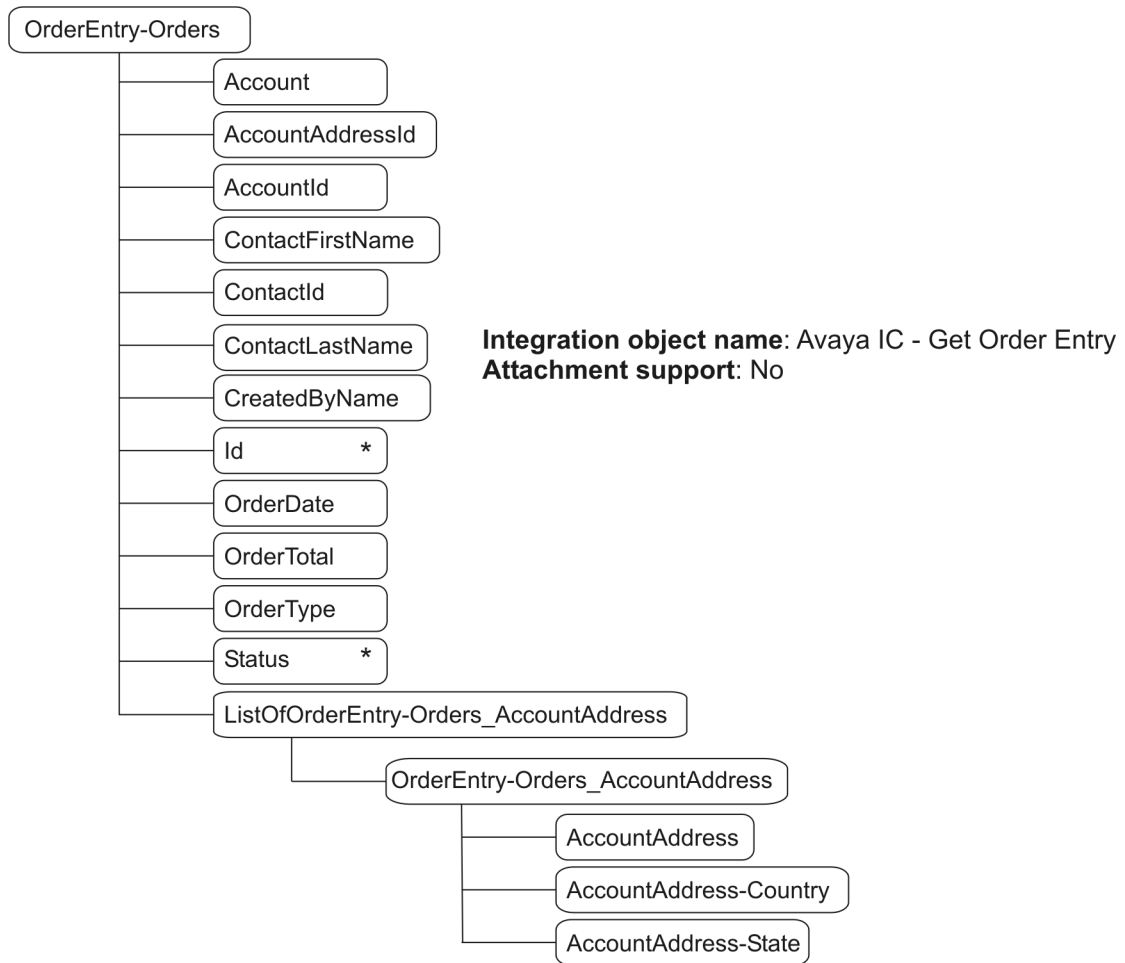 OrderEntry-Orders
Account
AccountAddressId
AccountId
ContactFirstName
ContactId
ContactLastName
CreatedByName
Id *
OrderDate
OrderTotal
OrderType
Status *
ListOfOrderEntry-Orders_AccountAddress
OrderEntry-Orders_AccountAddress
AccountAddress
AccountAddress-Country
AccountAddress-State
Integration object name: Avaya IC - Get Order Entry
Attachment support: No